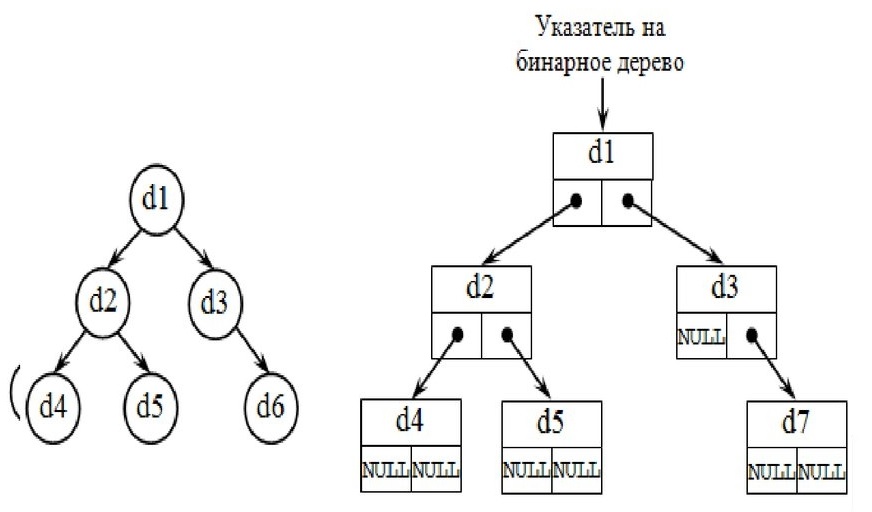 Указатель на
бинарное дерево
d1
d2
d3
d4
d5
d6
d1
d2
d3
NULL
d4
d5
d7
NULL NULL
NULL NULL
NULL NULL